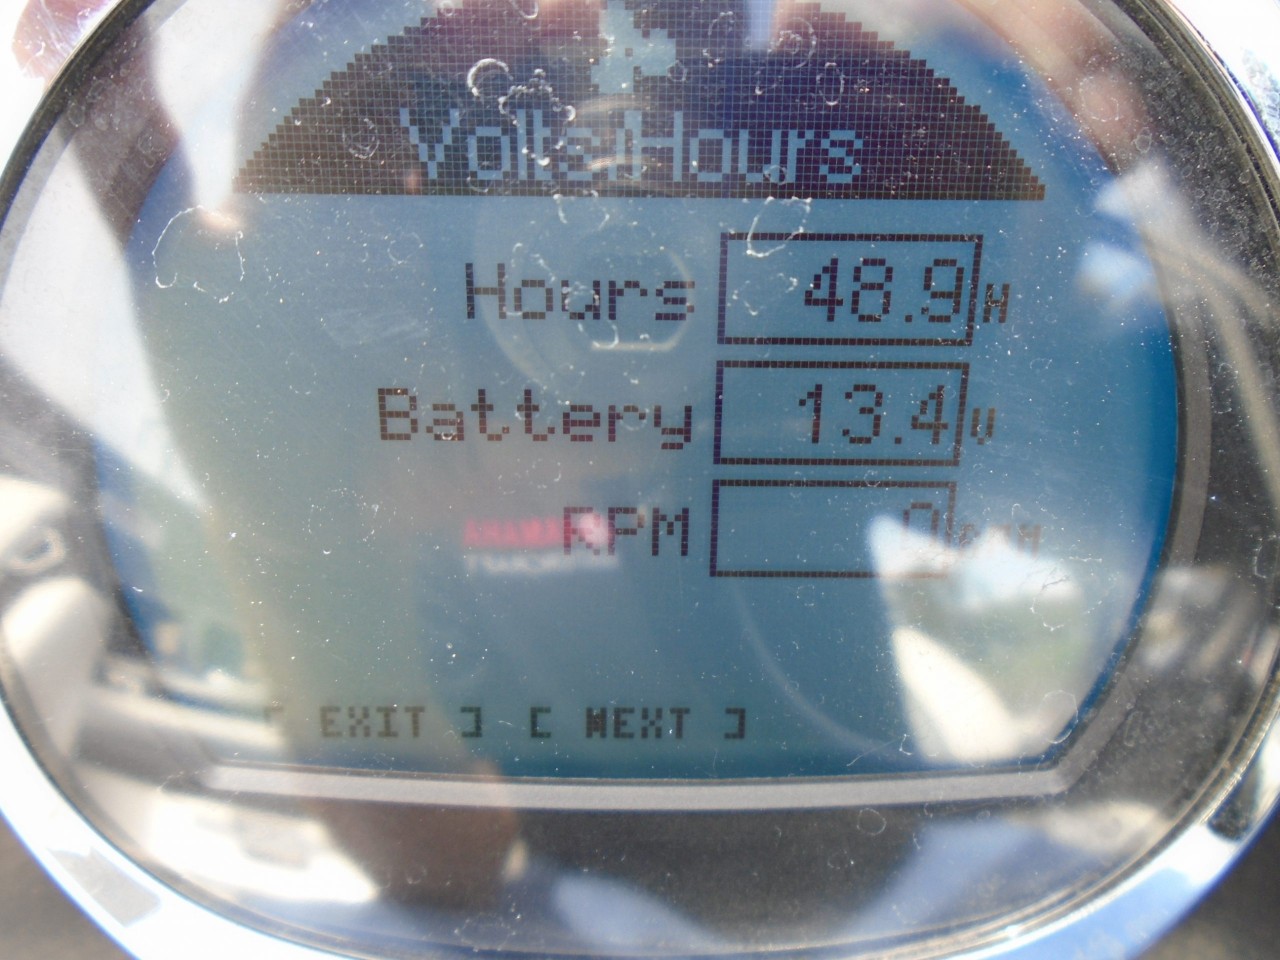 Volts/Hours
Hours 48.9 H
Battery 13.4 V
RPM 0
[ EXIT ] [ NEXT ]